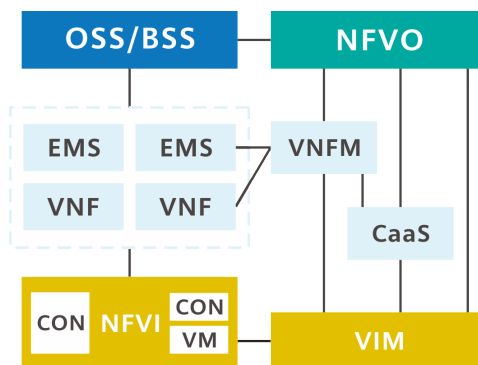 OSS/BSS
NFVO
EMS
EMS
VNFM
VNF
VNF
CaaS
CON
NFVI
CON
VM
VIM